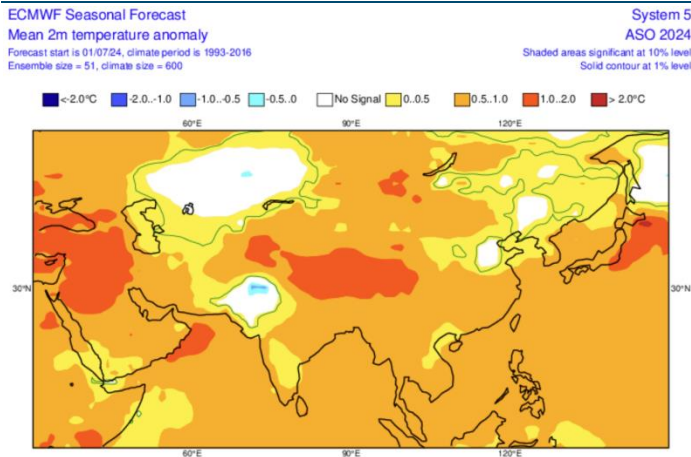 ECMWF Seasonal Forecast
System 5
Mean 2m temperature anomaly
ASO 2024
Forecast start is 01/07/24, climate period is 1993-2016
Shaded areas significant at 10% level
Ensemble size = 51, climate size = 600
Solid contour at 1% level
<-2.0°C
-2.0..-1.0
-1.0..-0.5
-0.5..0
No Signal
0..0.5
0.5..1.0
1.0..2.0
> 2.0°C
60°E
90°E
120°E
30°N
30°N
60°E
90°E
120°E